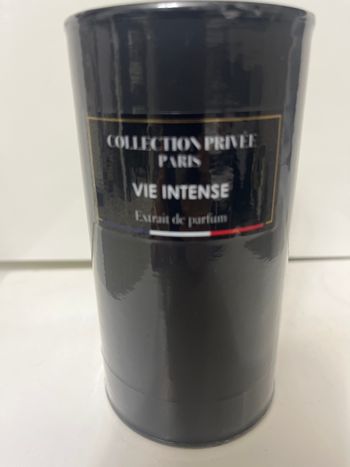 COLLECTION PRIVÉE
PARIS
VIE INTENSE
Extrait de parfum